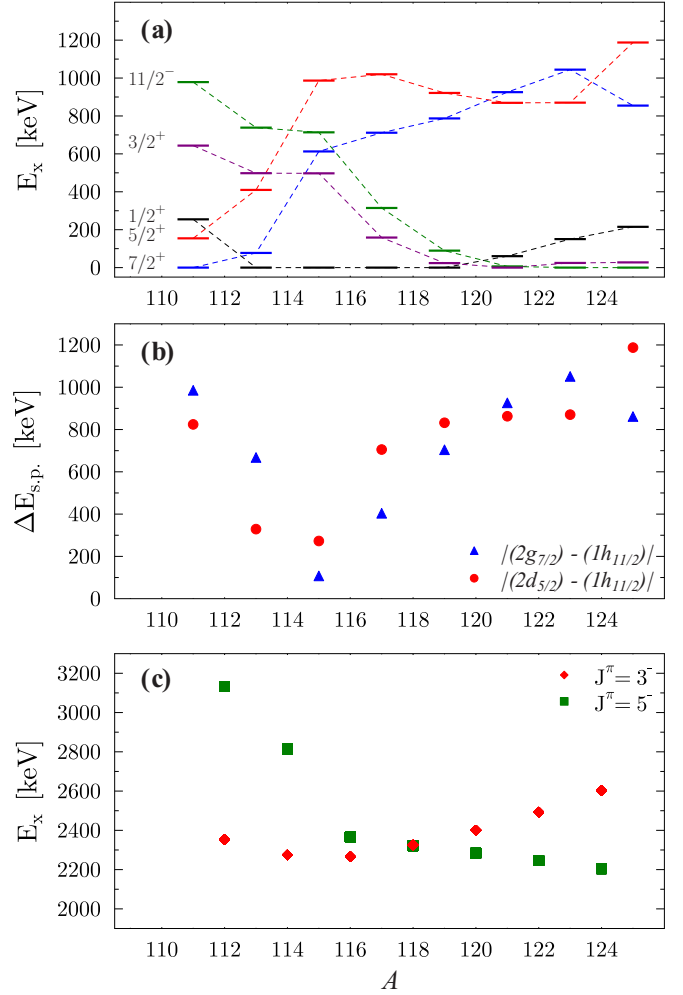 (a)
1200
1000
800
600
400
200
0
E_x [keV]
11/2⁻
3/2⁺
1/2⁺
5/2⁺
7/2⁺
110 112 114 116 118 120 122 124
(b)
1200
1000
800
600
400
200
0
ΔE_s.p. [keV]
|(2g_7/2) - (1h_11/2)|
|(2d_5/2) - (1h_11/2)|
110 112 114 116 118 120 122 124
(c)
3200
3000
2800
2600
2400
2200
2000
E_x [keV]
J^π = 3⁻
J^π = 5⁻
110 112 114 116 118 120 122 124
A